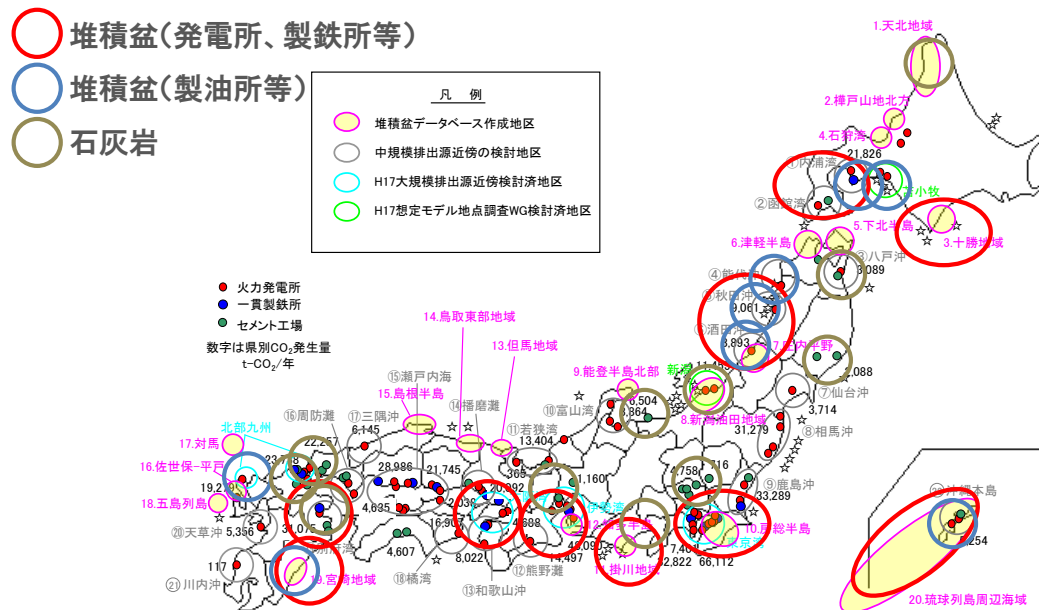 堆積盆(発電所、製鉄所等)
堆積盆(製油所等)
石灰岩
凡 例
堆積盆データベース作成地区
中規模排出源近傍の検討地区
H17大規模排出源近傍検討済地区
H17想定モデル地点調査WG検討済地区
火力発電所
一貫製鉄所
セメント工場
数字は県別CO₂発生量
t-CO₂/年
1.天北地域
2.樺戸山地北方
4.石狩湾
21,826
①内浦湾
苫小牧
②函館湾
5.下北半島
3.十勝地域
6.津軽半島
③八戸沖
3,089
④能代沖
⑤秋田沖
9,061
⑥酒田沖
3,893
7.庄内平野
14.鳥取東部地域
13.但馬地域
9.能登半島北部
⑦仙台沖
3,714
⑮瀬戸内海
15.島根半島
6,504
⑩富山湾
8.新潟油田地域
31,279
⑧相馬沖
⑯周防灘
⑰三隅沖
⑭播磨灘
⑪若狭湾
6,145
13,404
北部九州
17.対馬
22,257
365
28,986
21,745
1,160
⑨鹿島沖
33,289
16.佐世保-平戸
18.五島列島
4,635
16,907
4,688
伊勢湾
10.房総半島
東京湾
⑳天草沖
5,356
31,075
4,607
⑱橘湾
8,022
⑬和歌山沖
⑫熊野灘
14,497
11.掛川地域
66,112
117
㉑川内沖
19.宮崎地域
沖縄本島
20.琉球列島周辺海域